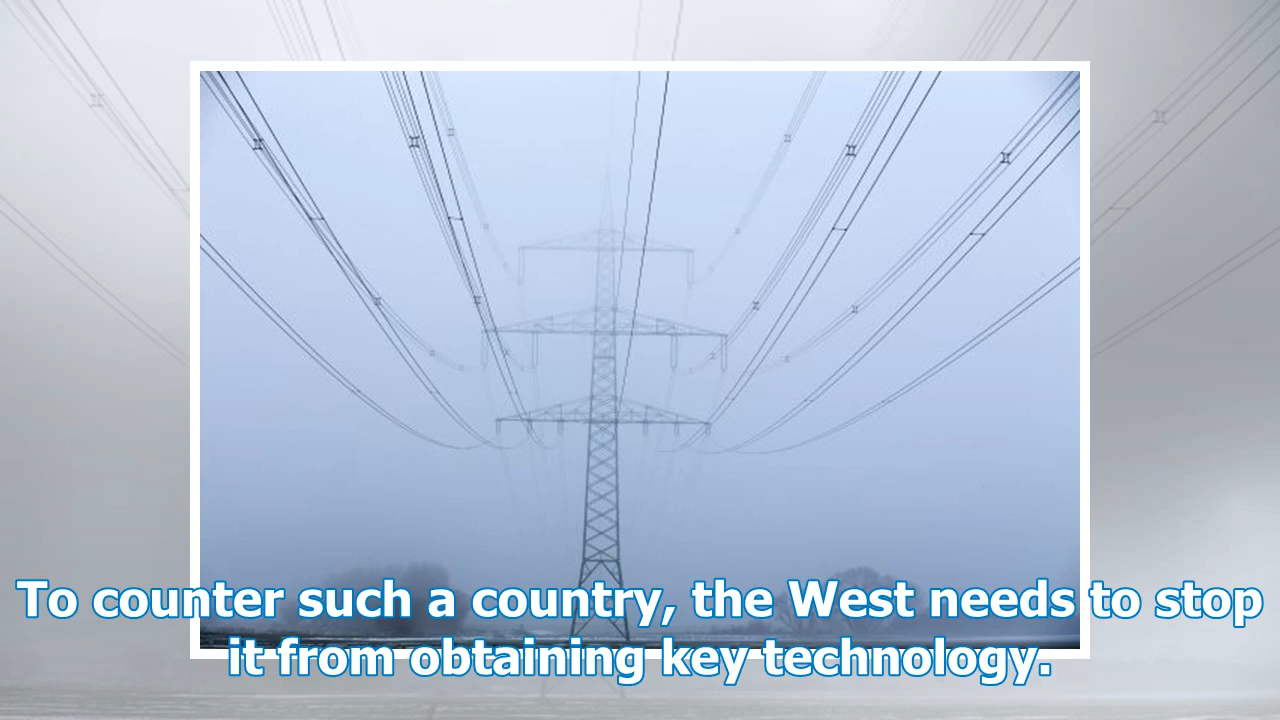 To counter such a country, the West needs to stop
it from obtaining key technology.